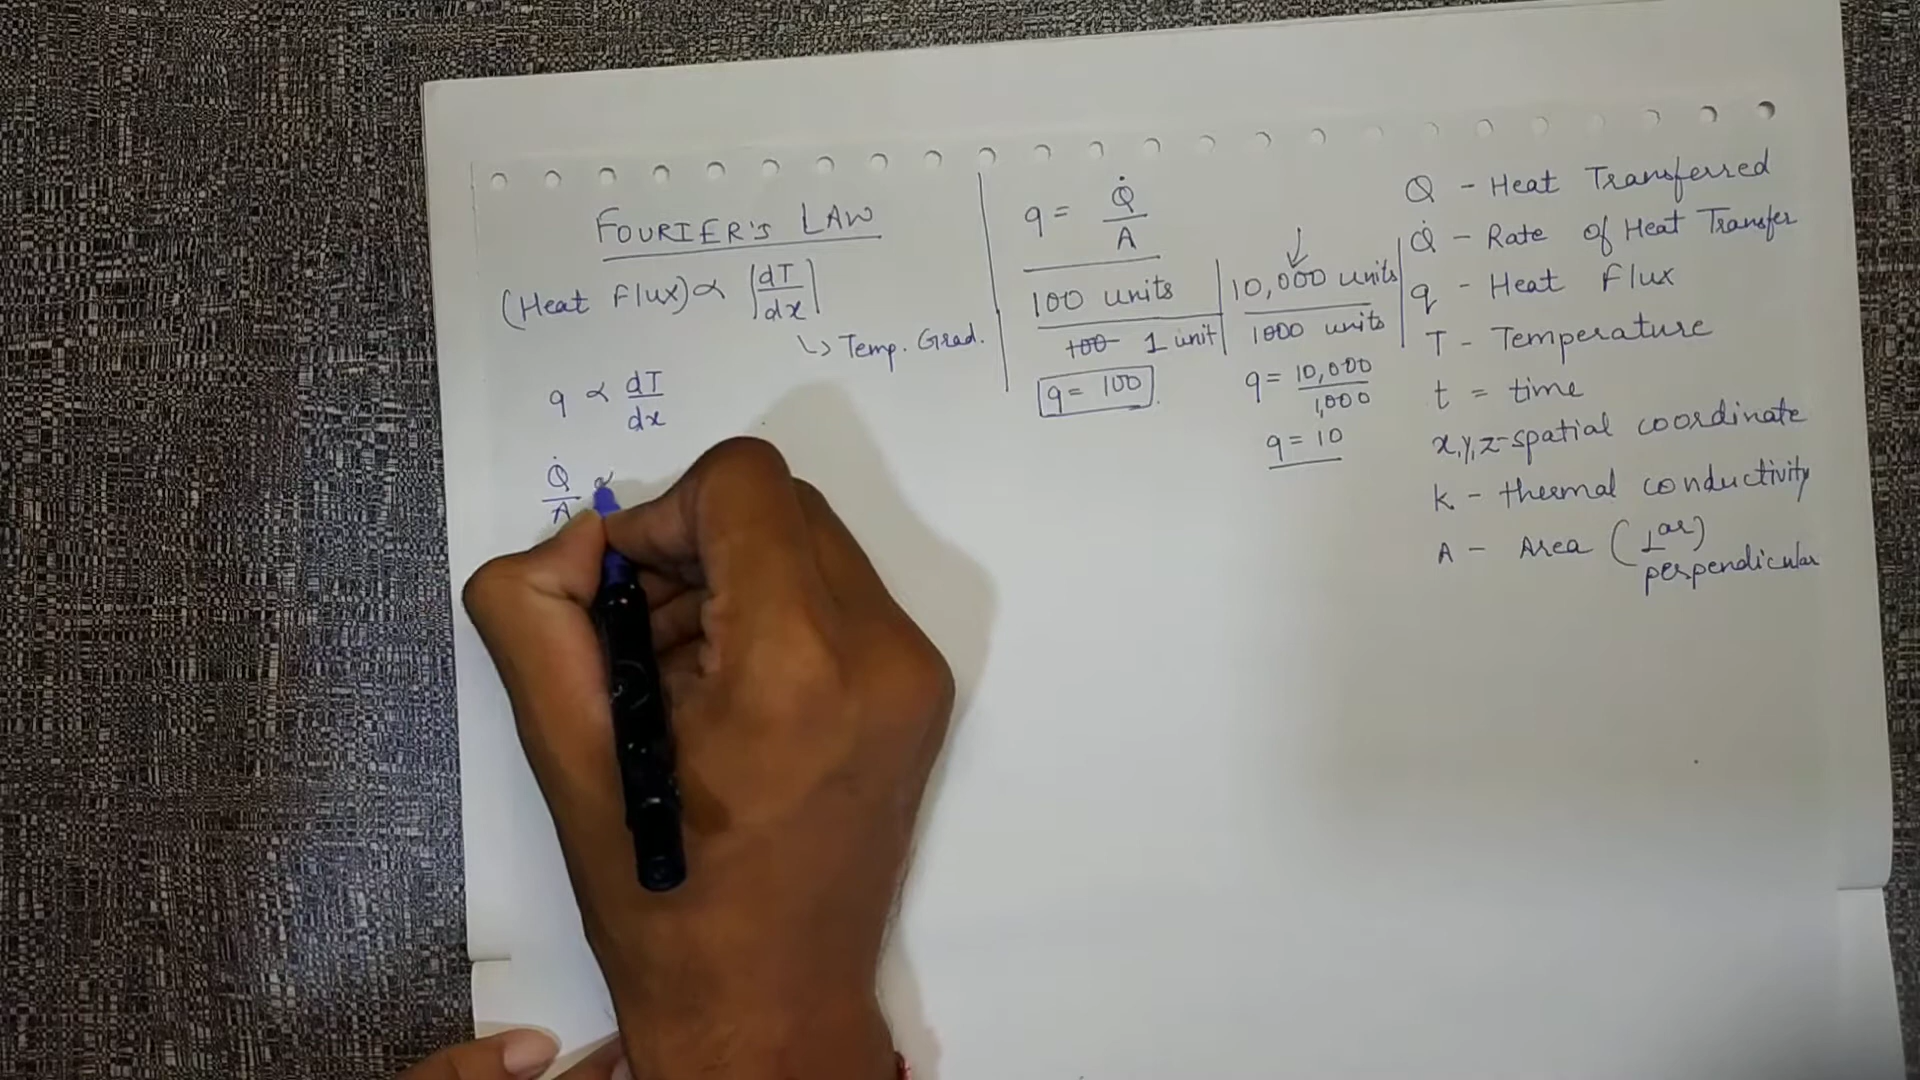 FOURIER'S LAW
(Heat Flux) ∝ |dT/dx|
↳ Temp. Grad.
q ∝ dT/dx
Q̇/A ∝
q = Q̇/A
100 units
100 1 unit
q = 100
10,000 units
1000 units
q = 10,000/1,000
q = 10
Q - Heat Transferred
Q̇ - Rate of Heat Transfer
q - Heat Flux
T - Temperature
t = time
x,y,z-spatial coordinate
K - thermal conductivity
A - Area (⊥ar)
perpendicular